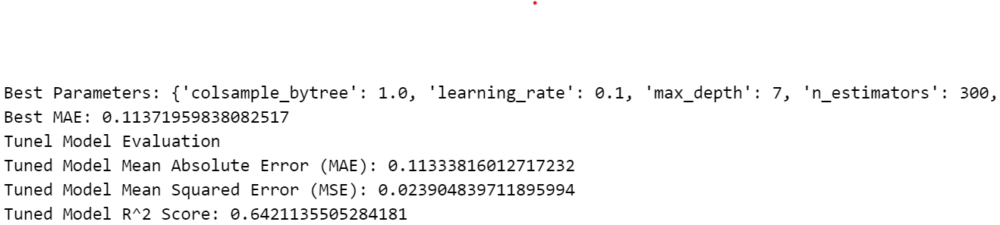 Best Parameters: {'colsample_bytree': 1.0, 'learning_rate': 0.1, 'max_depth': 7, 'n_estimators': 300,
Best MAE: 0.11371959838082517
Tunel Model Evaluation
Tuned Model Mean Absolute Error (MAE): 0.11333816012717232
Tuned Model Mean Squared Error (MSE): 0.023904839711895994
Tuned Model R^2 Score: 0.6421135505284181